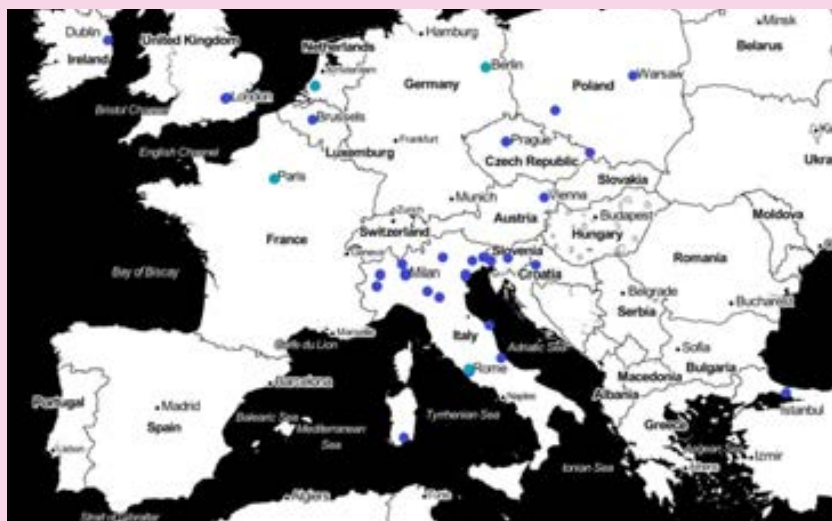 Dublin
Ireland
United Kingdom
Netherlands
Amsterdam
Hamburg
Berlin
Germany
Poland
Warsaw
Minsk
Belarus
Bristol Channel
London
Brussels
English Channel
Luxemburg
Frankfurt
Prague
Czech Republic
Slovakia
Paris
Munich
Vienna
Austria
Budapest
Hungary
Moldova
Zurich
Switzerland
France
Geneva
Slovenia
Croatia
Romania
Bay of Biscay
Milan
Belgrade
Serbia
Bucharest
Marseille
Golfe du Lion
Italy
Adriatic Sea
Sofia
Bulgaria
Rome
Macedonia
Albania
Naples
Barcelona
Portugal
Madrid
Spain
Balearic Sea
Mediterranean
Sea
Tyrrhenian Sea
Istanbul
Greece
Lisbon
Ionian Sea
Izmir
Athens
Algiers
Tunis
Strait of Gibraltar